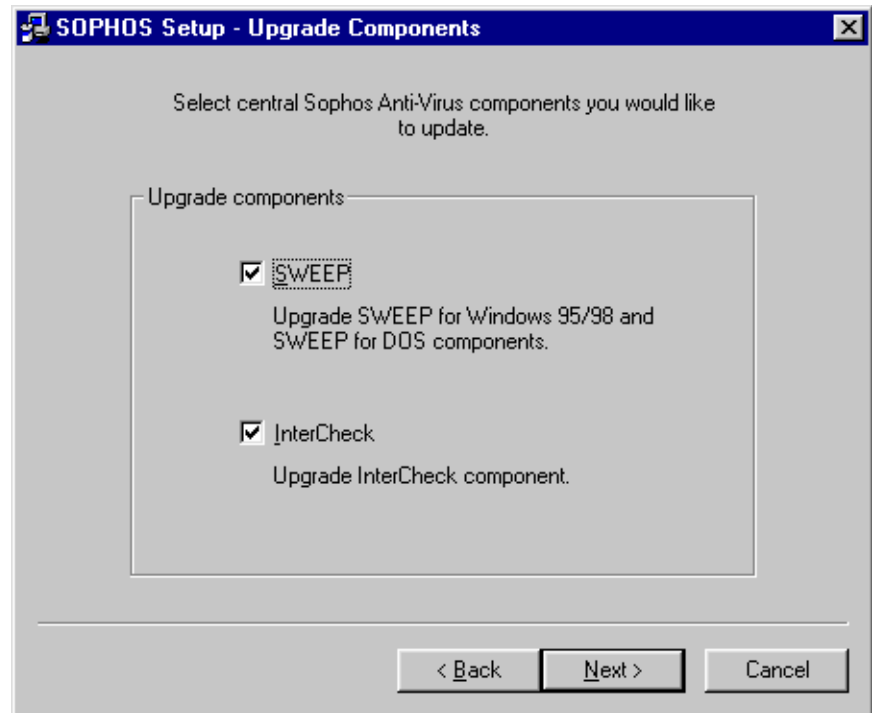 SOPHOS Setup - Upgrade Components
Select central Sophos Anti-Virus components you would like
to update.
Upgrade components
SWEEP
Upgrade SWEEP for Windows 95/98 and
SWEEP for DOS components.
InterCheck
Upgrade InterCheck component.
< Back
Next >
Cancel